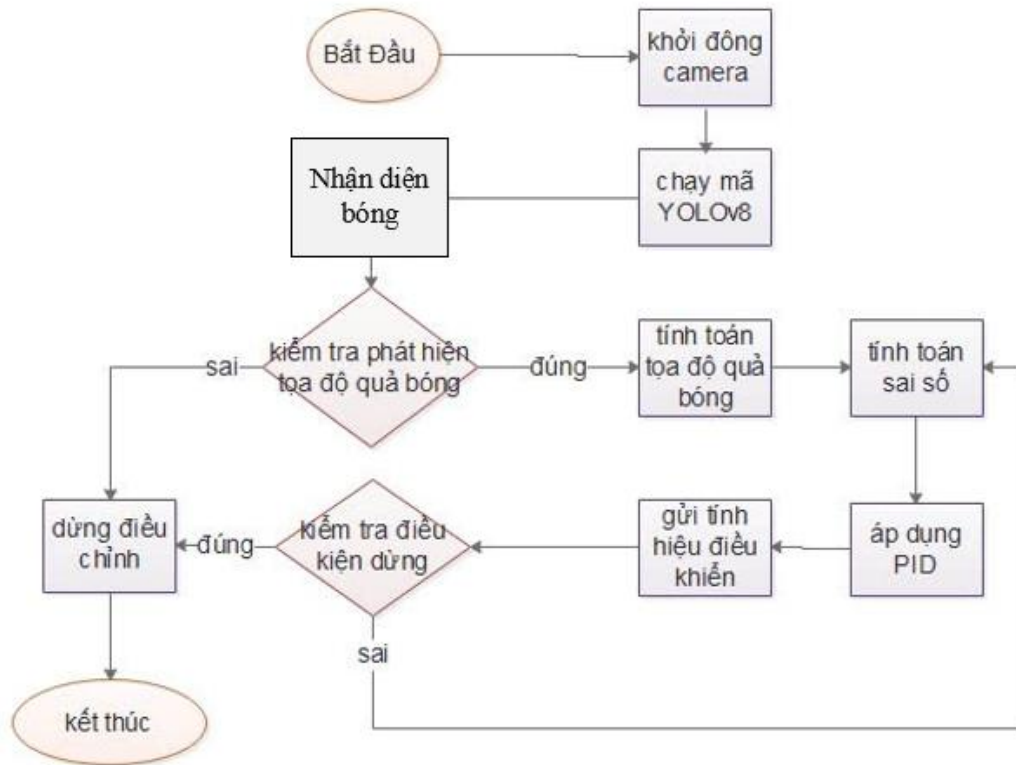 Bắt Đầu
khởi đông
camera
Nhận diện
bóng
chạy mã
YOLOv8
kiểm tra phát hiện
tọa độ quả bóng
sai
đúng
tính toán
tọa độ quả
bóng
tính toán
sai số
dừng điều
chỉnh
đúng
kiểm tra điều
kiện dừng
gửi tính
hiệu điều
khiển
áp dụng
PID
sai
kết thúc